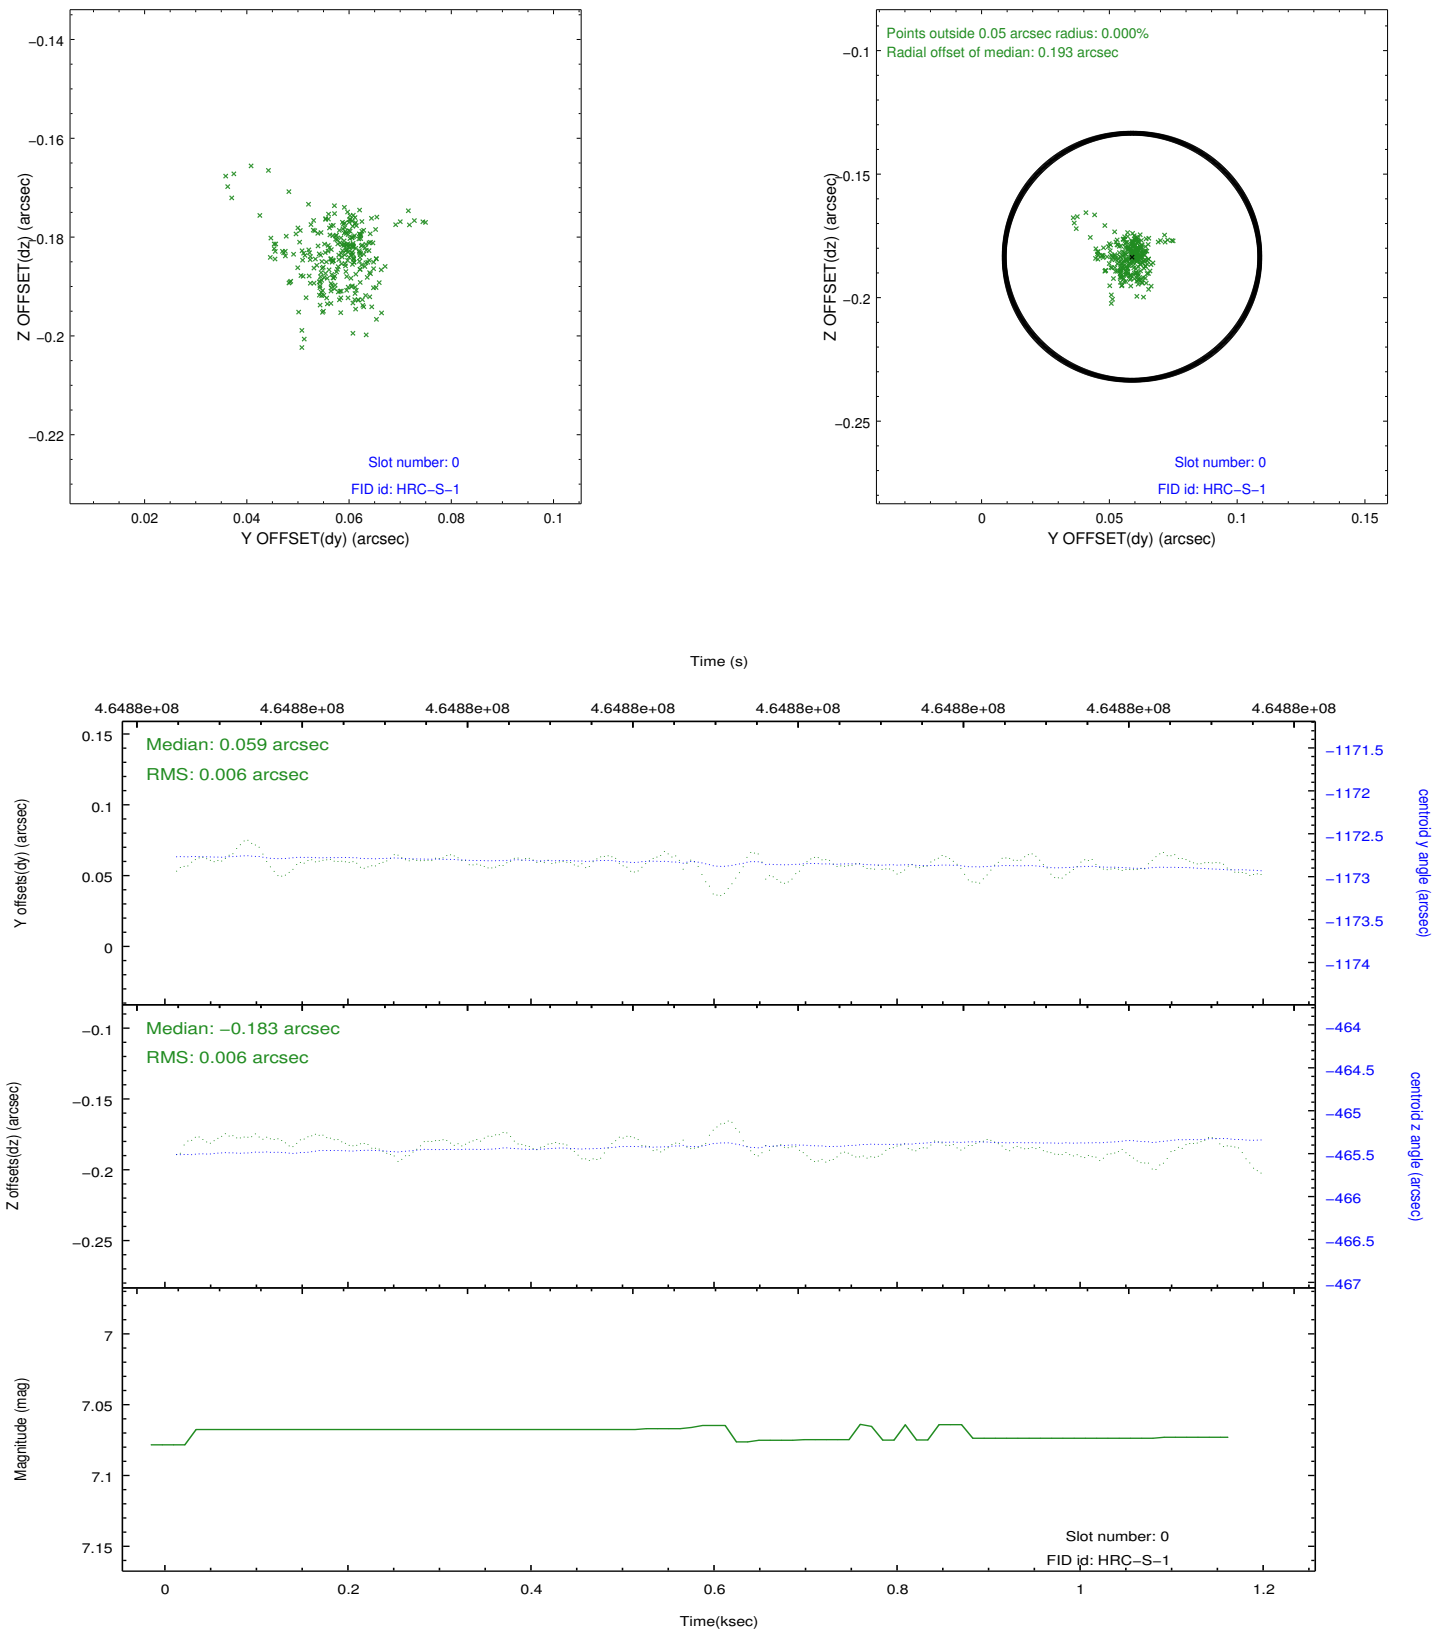 −0.14
−0.16
−0.18
−0.2
−0.22
Z OFFSET(dz) (arcsec)
Slot number: 0
FID id: HRC−S−1
0.02 0.04 0.06 0.08 0.1
Y OFFSET(dy) (arcsec)
Points outside 0.05 arcsec radius: 0.000%
Radial offset of median: 0.193 arcsec
−0.1
−0.15
−0.2
−0.25
Z OFFSET(dz) (arcsec)
Slot number: 0
FID id: HRC−S−1
0 0.05 0.1 0.15
Y OFFSET(dy) (arcsec)
Time (s)
4.6488e+08 4.6488e+08 4.6488e+08 4.6488e+08 4.6488e+08 4.6488e+08 4.6488e+08 4.6488e+08
Median: 0.059 arcsec
RMS: 0.006 arcsec
0.15
0.1
0.05
0
Y offsets(dy) (arcsec)
−1171.5
−1172
−1172.5
−1173
−1173.5
−1174
centroid y angle (arcsec)
Median: −0.183 arcsec
RMS: 0.006 arcsec
−0.1
−0.15
−0.2
−0.25
Z offsets(dz) (arcsec)
−464
−464.5
−465
−465.5
−466
−466.5
−467
centroid z angle (arcsec)
7
7.05
7.1
7.15
Magnitude (mag)
Slot number: 0
FID id: HRC−S−1
0 0.2 0.4 0.6 0.8 1 1.2
Time(ksec)